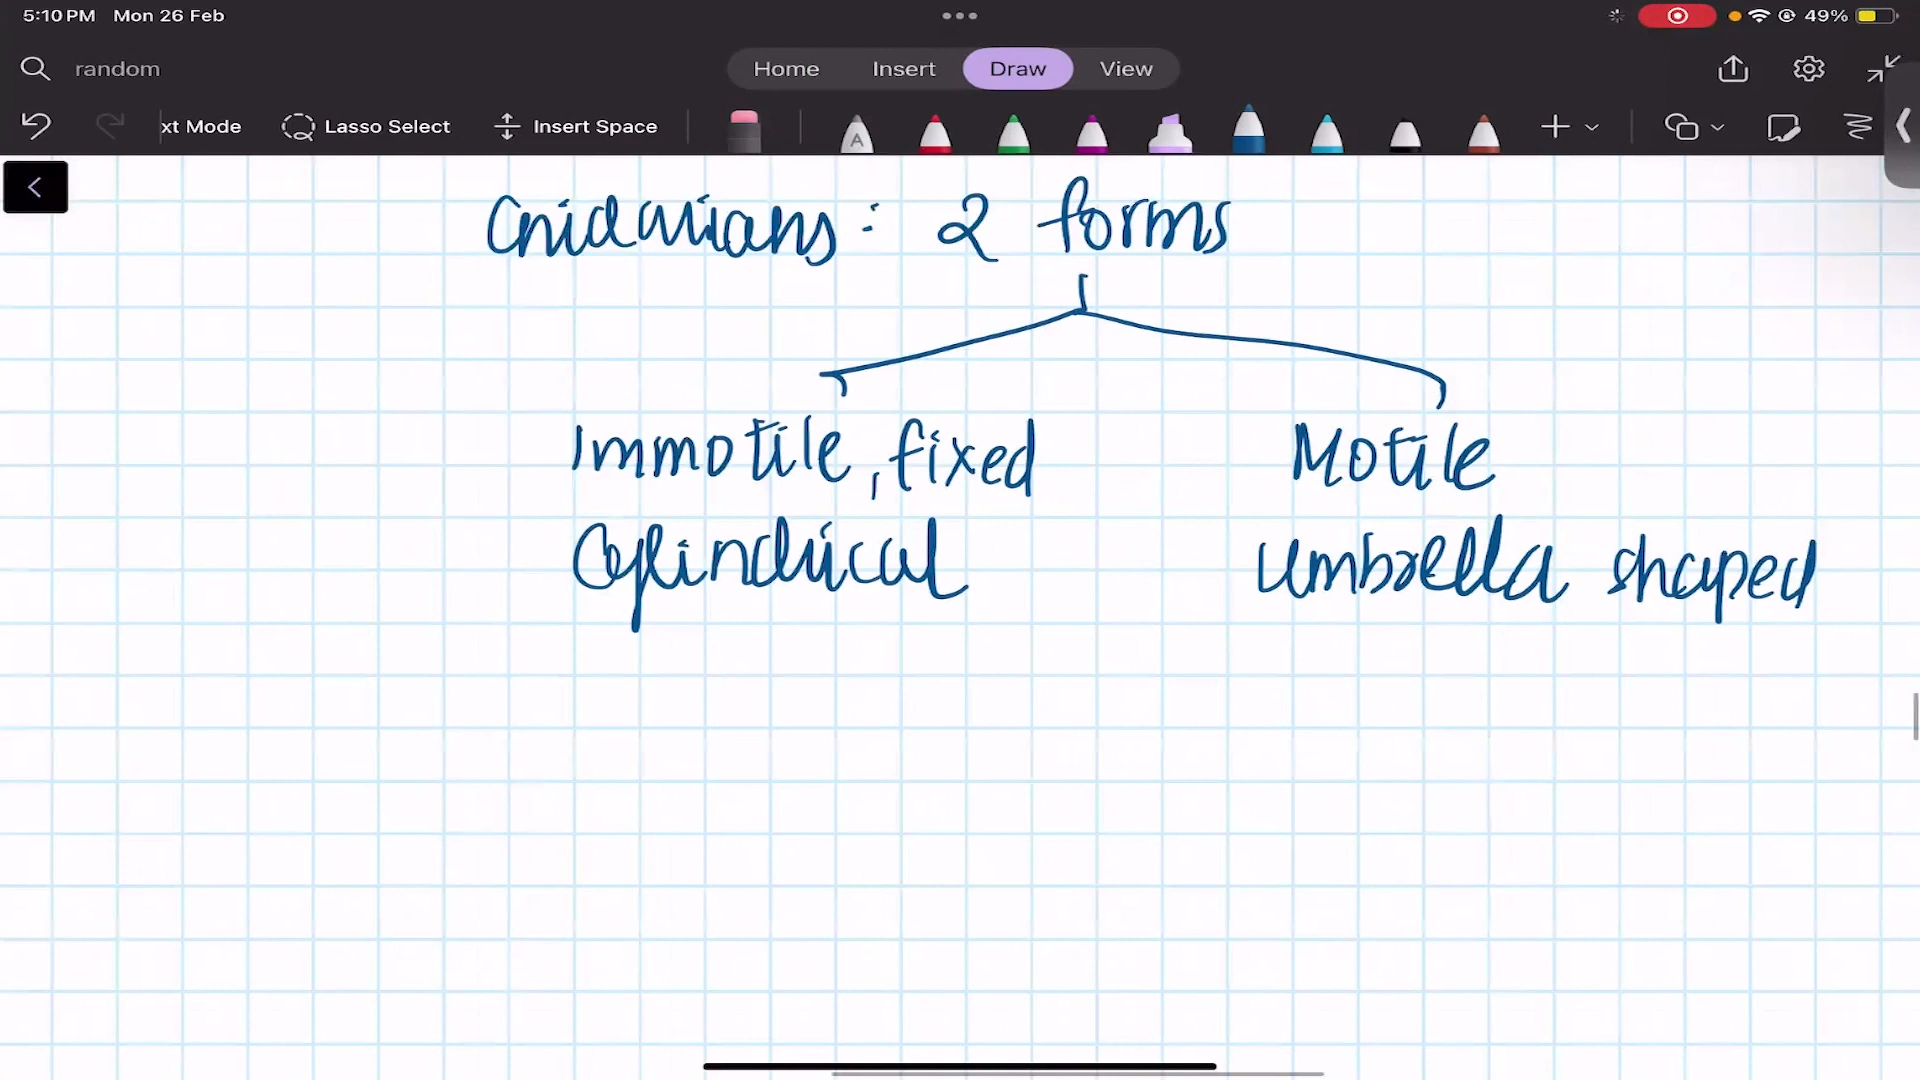 5:10 PM Mon 26 Feb 49%
random Home Insert Draw View
xt Mode Lasso Select Insert Space A
Cnidarians: 2 forms
Immotile, fixed Motile
Cylindrical Umbrella shaped